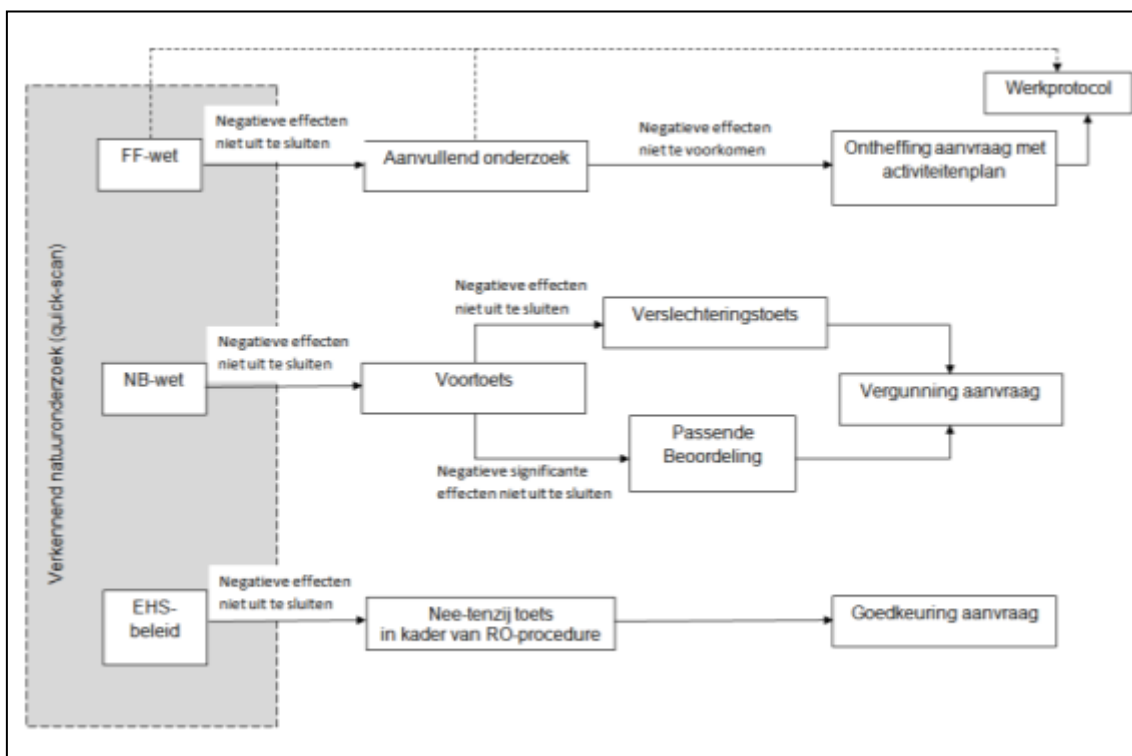 Werkprotocol
Negatieve effecten
niet uit te sluiten
Negatieve effecten
niet te voorkomen
FF-wet
Aanvullend onderzoek
Ontheffing aanvraag met
activiteitenplan
Verkennend natuuronderzoek (quick-scan)
Negatieve effecten
niet uit te sluiten
Verslechteringstoets
Negatieve effecten
niet uit te sluiten
NB-wet
Voortoets
Vergunning aanvraag
Passende
Beoordeling
Negatieve significante
effecten niet uit te sluiten
Negatieve effecten
niet uit te sluiten
EHS-
beleid
Nee-tenzij toets
in kader van RO-procedure
Goedkeuring aanvraag